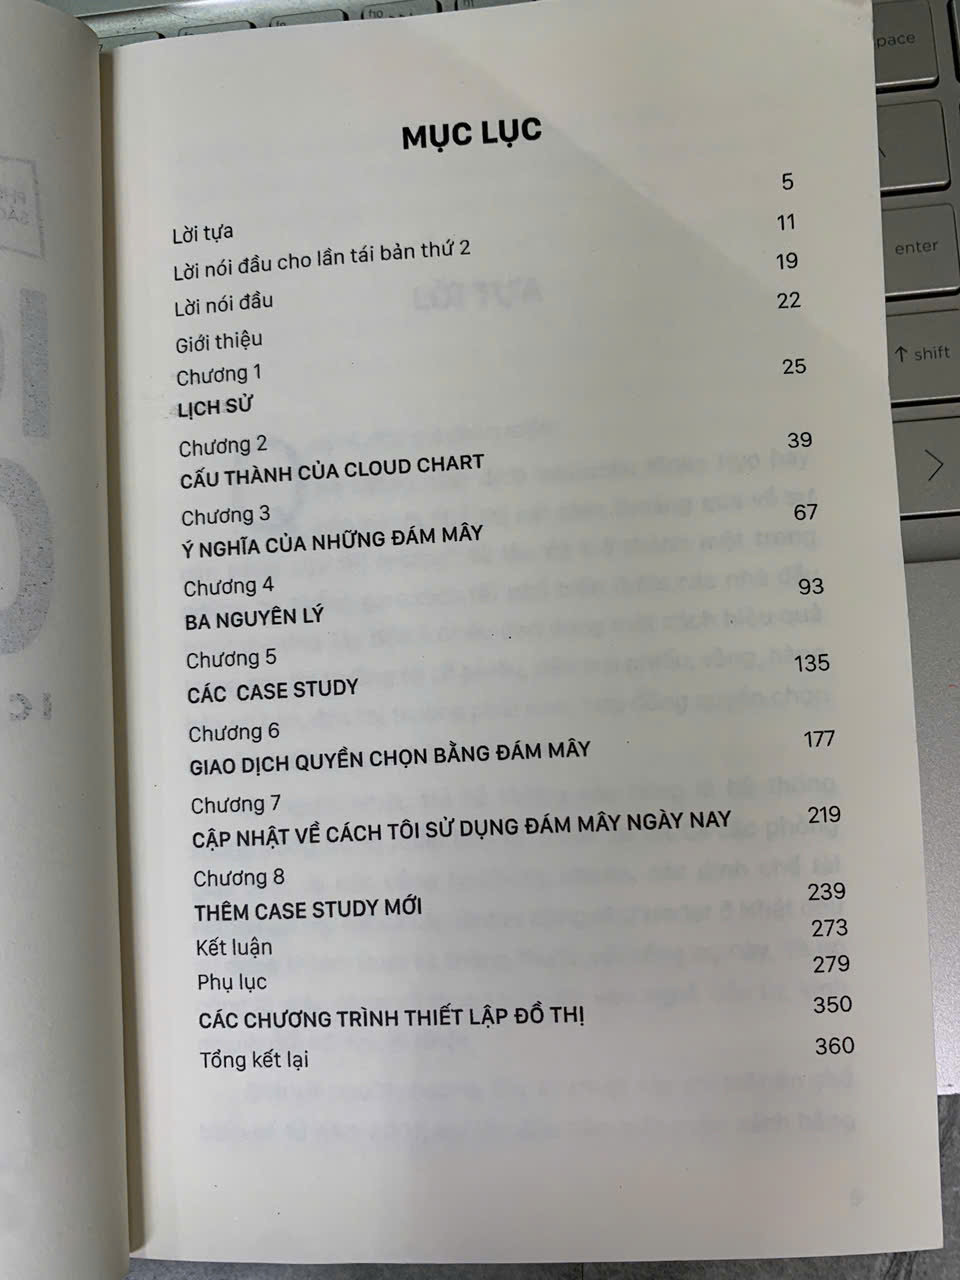 MỤC LỤC
Lời tựa 5
Lời nói đầu cho lần tái bản thứ 2 11
Lời nói đầu 19
Giới thiệu 22
Chương 1
LỊCH SỬ 25
Chương 2
CẤU THÀNH CỦA CLOUD CHART 39
Chương 3
Ý NGHĨA CỦA NHỮNG ĐÁM MÂY 67
Chương 4
BA NGUYÊN LÝ 93
Chương 5
CÁC CASE STUDY 135
Chương 6
GIAO DỊCH QUYỀN CHỌN BẰNG ĐÁM MÂY 177
Chương 7
CẬP NHẬT VỀ CÁCH TÔI SỬ DỤNG ĐÁM MÂY NGÀY NAY 219
Chương 8
THÊM CASE STUDY MỚI 239
Kết luận 273
Phụ lục 279
CÁC CHƯƠNG TRÌNH THIẾT LẬP ĐỒ THỊ 350
Tổng kết lại 360
pace
enter
↑ shift